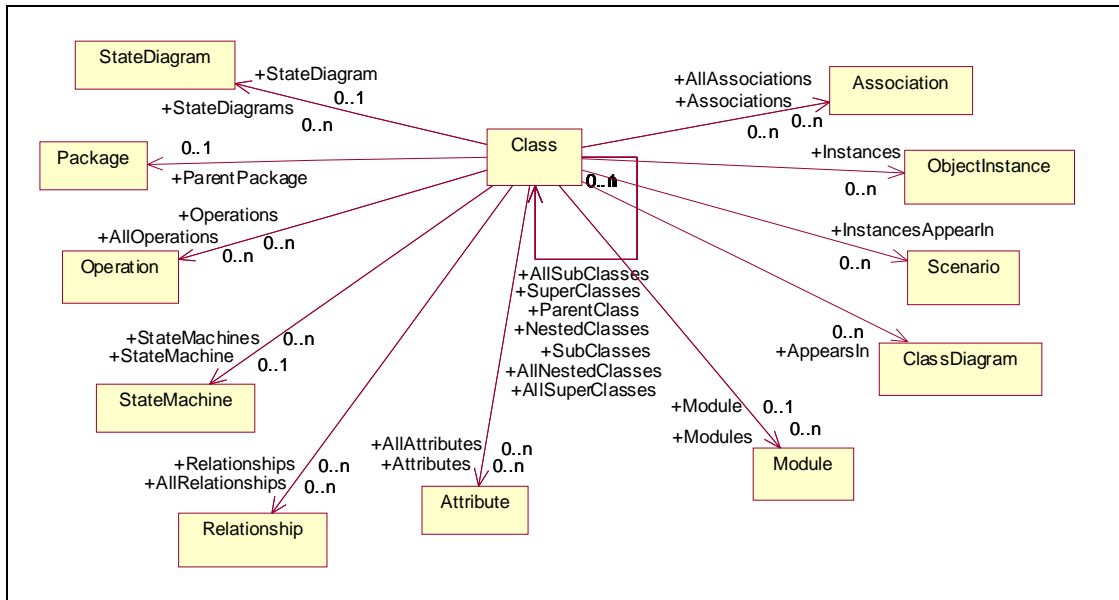 StateDiagram
+StateDiagram
0..1
+StateDiagrams
0..n
+AllAssociations
+Associations
0..n
0..n
Association
Class
Package
0..1
+ParentPackage
+Instances
0..n
ObjectInstance
+Operations
+AllOperations
0..n
0..n
Operation
+InstancesAppearIn
0..n
Scenario
+AllSubClasses
+SuperClasses
+ParentClass
+NestedClasses
+SubClasses
+AllNestedClasses
+AllSuperClasses
+StateMachines
0..n
+StateMachine
0..1
StateMachine
0..n
+AppearsIn
ClassDiagram
+Module
0..1
+Modules
0..n
Module
+AllAttributes
0..n
+Attributes
0..n
Attribute
+Relationships
0..n
+AllRelationships
0..n
Relationship